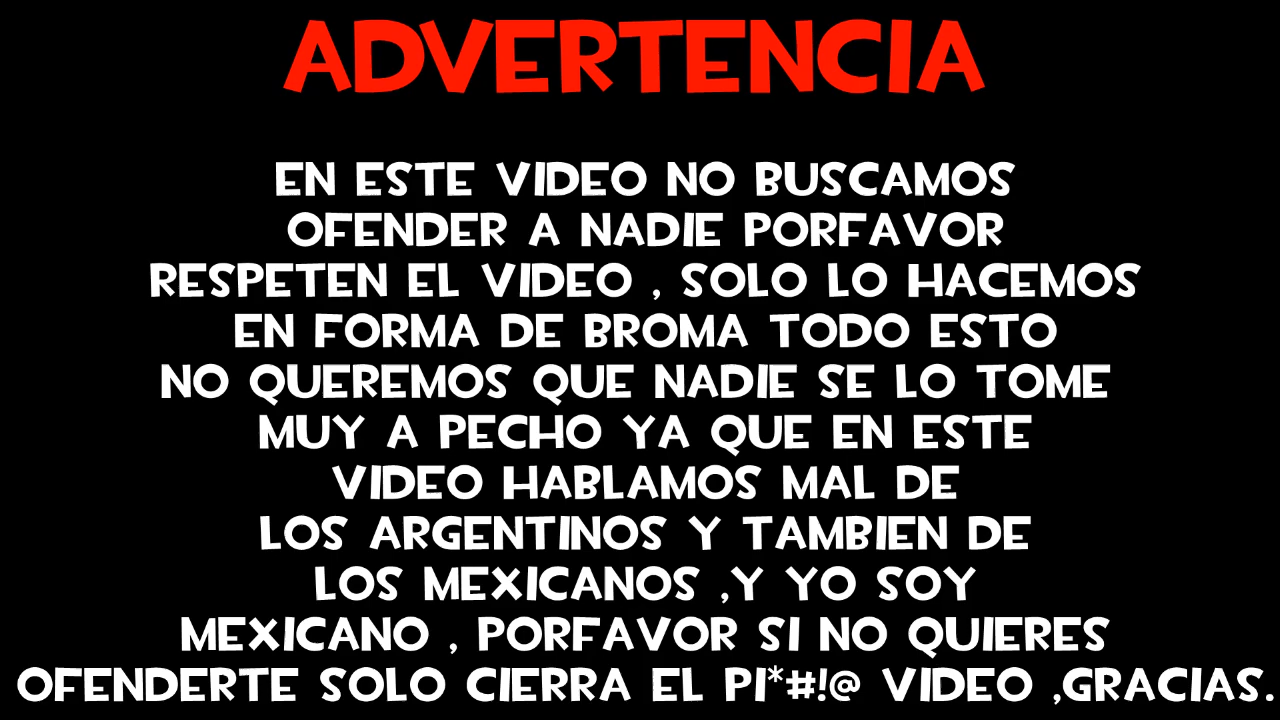 ADVERTENCIA
EN ESTE VIDEO NO BUSCAMOS
OFENDER A NADIE PORFAVOR
RESPETEN EL VIDEO , SOLO LO HACEMOS
EN FORMA DE BROMA TODO ESTO
NO QUEREMOS QUE NADIE SE LO TOME
MUY A PECHO YA QUE EN ESTE
VIDEO HABLAMOS MAL DE
LOS ARGENTINOS Y TAMBIEN DE
LOS MEXICANOS ,Y YO SOY
MEXICANO , PORFAVOR SI NO QUIERES
OFENDERTE SOLO CIERRA EL PI*#!@ VIDEO ,GRACIAS.